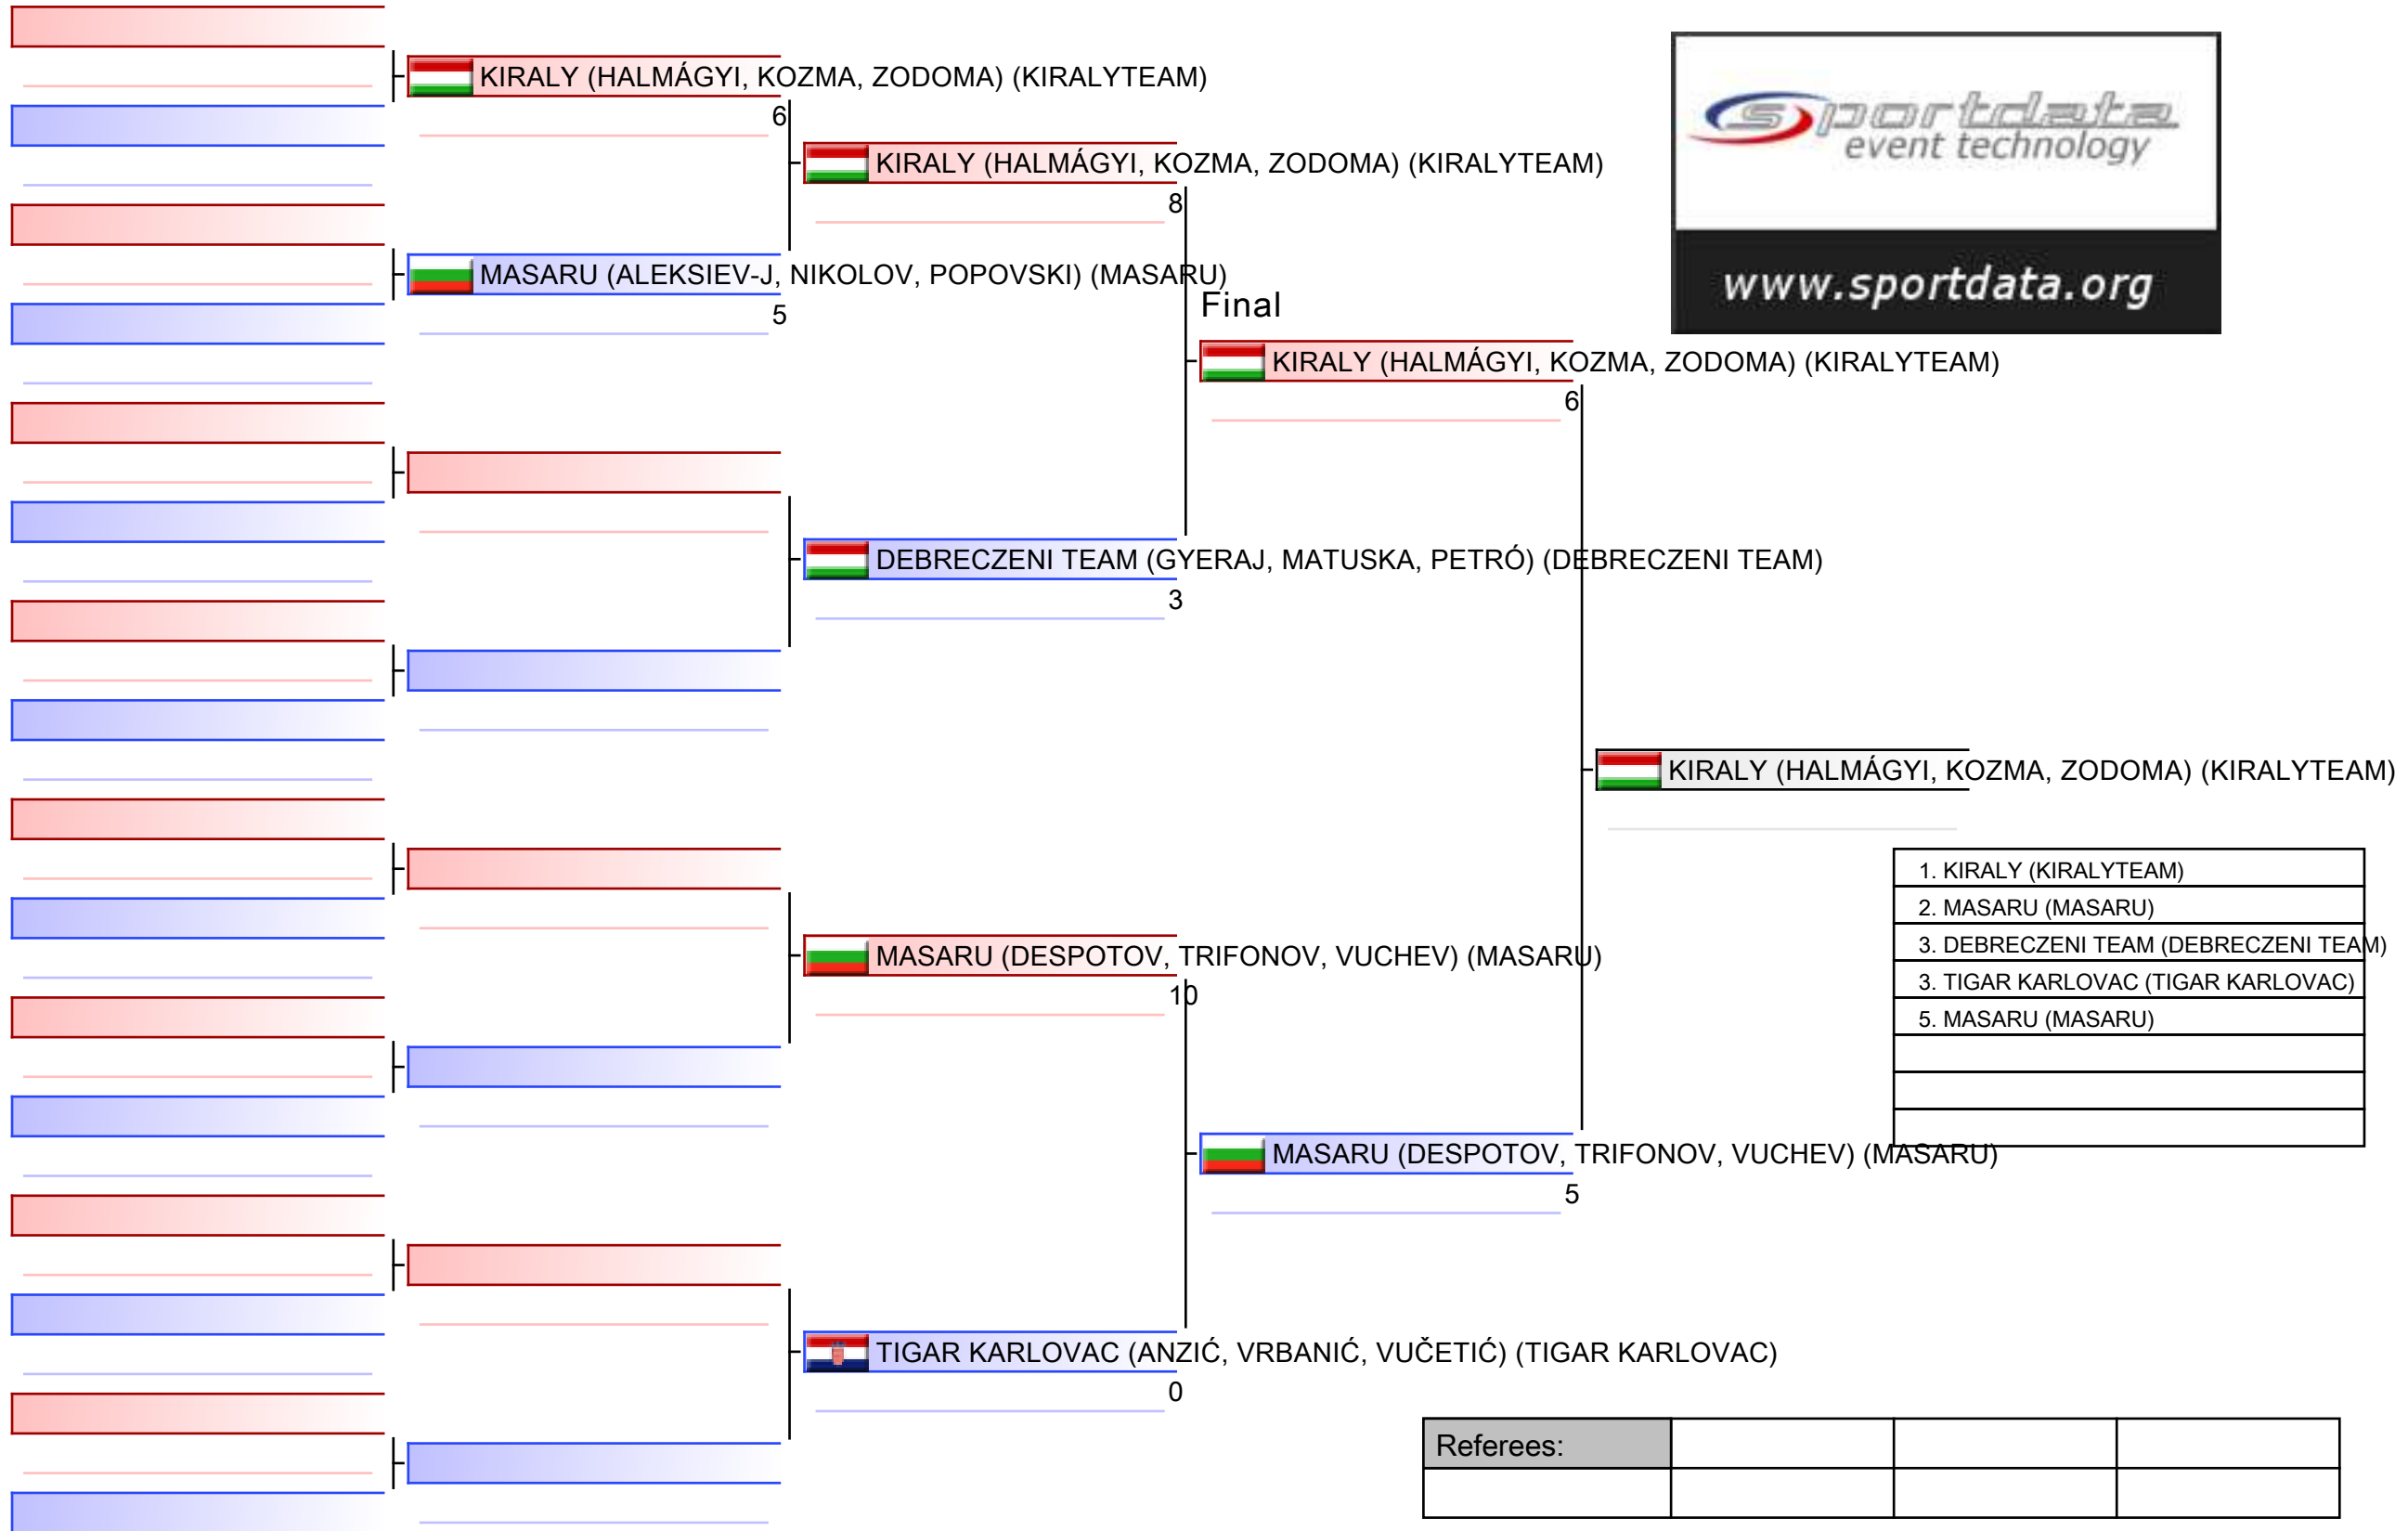 KIRALY (HALMÁGYI, KOZMA, ZODOMA) (KIRALYTEAM)
6
MASARU (ALEKSIEV-J, NIKOLOV, POPOVSKI) (MASARU)
5
KIRALY (HALMÁGYI, KOZMA, ZODOMA) (KIRALYTEAM)
8
DEBRECZENI TEAM (GYERAJ, MATUSKA, PETRÓ) (DEBRECZENI TEAM)
3
MASARU (DESPOTOV, TRIFONOV, VUCHEV) (MASARU)
10
TIGAR KARLOVAC (ANZIĆ, VRBANIĆ, VUČETIĆ) (TIGAR KARLOVAC)
0
Final
KIRALY (HALMÁGYI, KOZMA, ZODOMA) (KIRALYTEAM)
6
MASARU (DESPOTOV, TRIFONOV, VUCHEV) (MASARU)
5
KIRALY (HALMÁGYI, KOZMA, ZODOMA) (KIRALYTEAM)
sportdata
event technology
www.sportdata.org
1. KIRALY (KIRALYTEAM)
2. MASARU (MASARU)
3. DEBRECZENI TEAM (DEBRECZENI TEAM)
3. TIGAR KARLOVAC (TIGAR KARLOVAC)
5. MASARU (MASARU)
Referees: